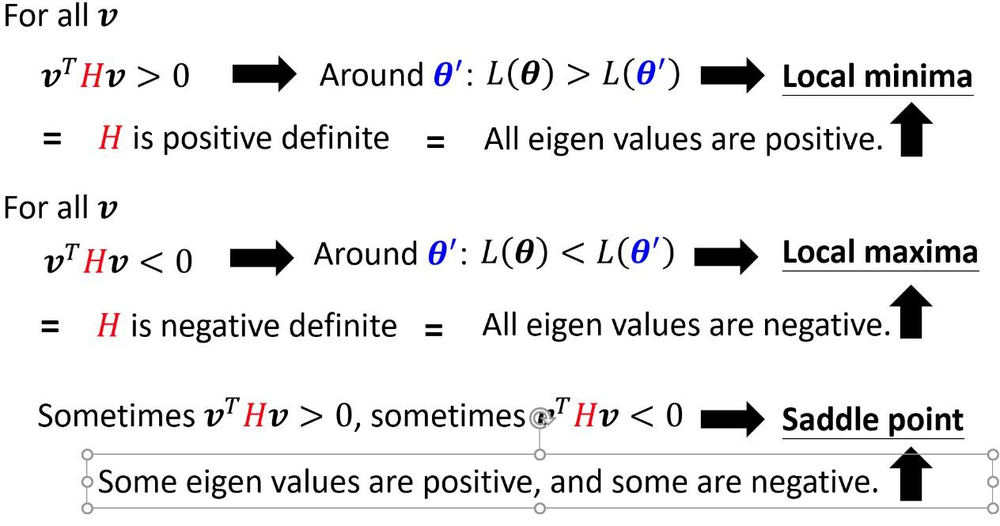 For all 𝒗
𝒗ᵀ𝐻𝒗 > 0 Around 𝜽′: 𝐿(𝜽) > 𝐿(𝜽′) Local minima
= 𝐻 is positive definite = All eigen values are positive.
For all 𝒗
𝒗ᵀ𝐻𝒗 < 0 Around 𝜽′: 𝐿(𝜽) < 𝐿(𝜽′) Local maxima
= 𝐻 is negative definite = All eigen values are negative.
Sometimes 𝒗ᵀ𝐻𝒗 > 0, sometimes 𝒗ᵀ𝐻𝒗 < 0 Saddle point
Some eigen values are positive, and some are negative.